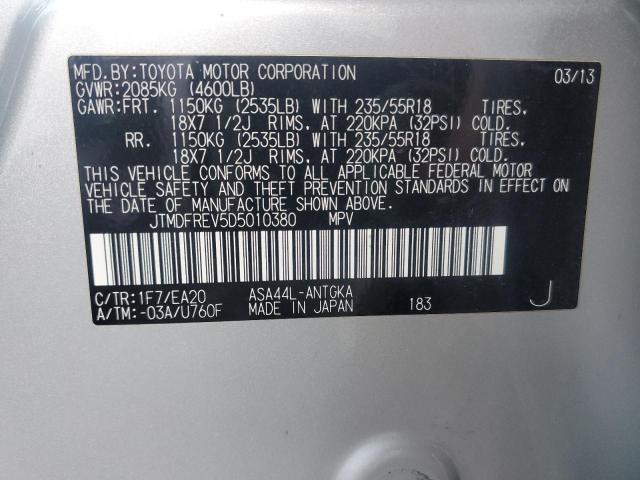 MFD.BY:TOYOTA MOTOR CORPORATION 03/13
GVWR:2085KG (4600LB)
GAWR:FRT. 1150KG (2535LB) WITH 235/55R18 TIRES,
18X7 1/2J RIMS, AT 220KPA (32PSI) COLD.
RR. 1150KG (2535LB) WITH 235/55R18 TIRES,
18X7 1/2J RIMS, AT 220KPA (32PSI) COLD.
THIS VEHICLE CONFORMS TO ALL APPLICABLE FEDERAL MOTOR
VEHICLE SAFETY AND THEFT PREVENTION STANDARDS IN EFFECT ON
THE DATE OF MANUFACTURE SHOWN ABOVE.
JTMDFREV5D5010380 MPV
C/TR:1F7/EA20 ASA44L-ANTGKA J
A/TM:-03A/U760F MADE IN JAPAN 183